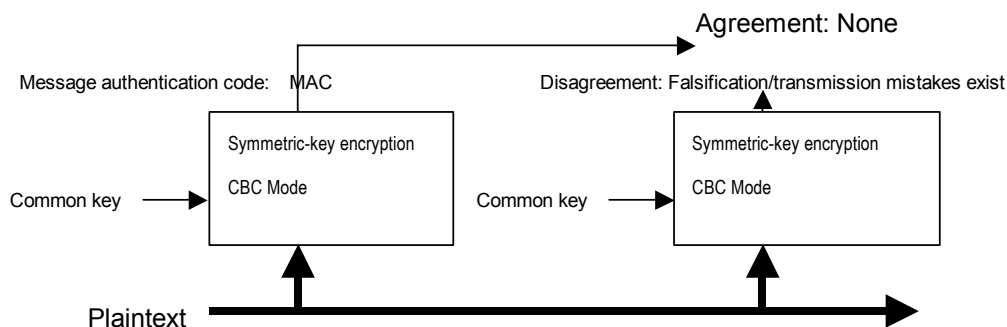 Agreement: None
Message authentication code: MAC
Disagreement: Falsification/transmission mistakes exist
Symmetric-key encryption
CBC Mode
Symmetric-key encryption
CBC Mode
Common key
Common key
Plaintext